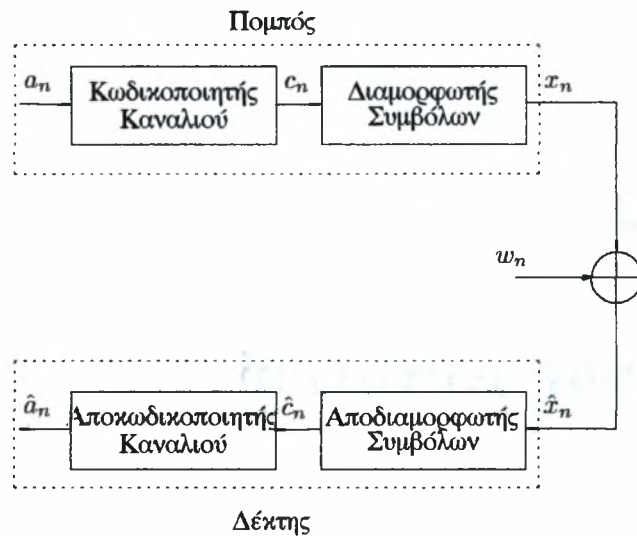 Πομπός
a_n Κωδικοποιητής Καναλιού c_n Διαμορφωτής Συμβόλων x_n
w_n
â_n Αποκωδικοποιητής Καναλιού ĉ_n Αποδιαμορφωτής Συμβόλων x̂_n
Δέκτης